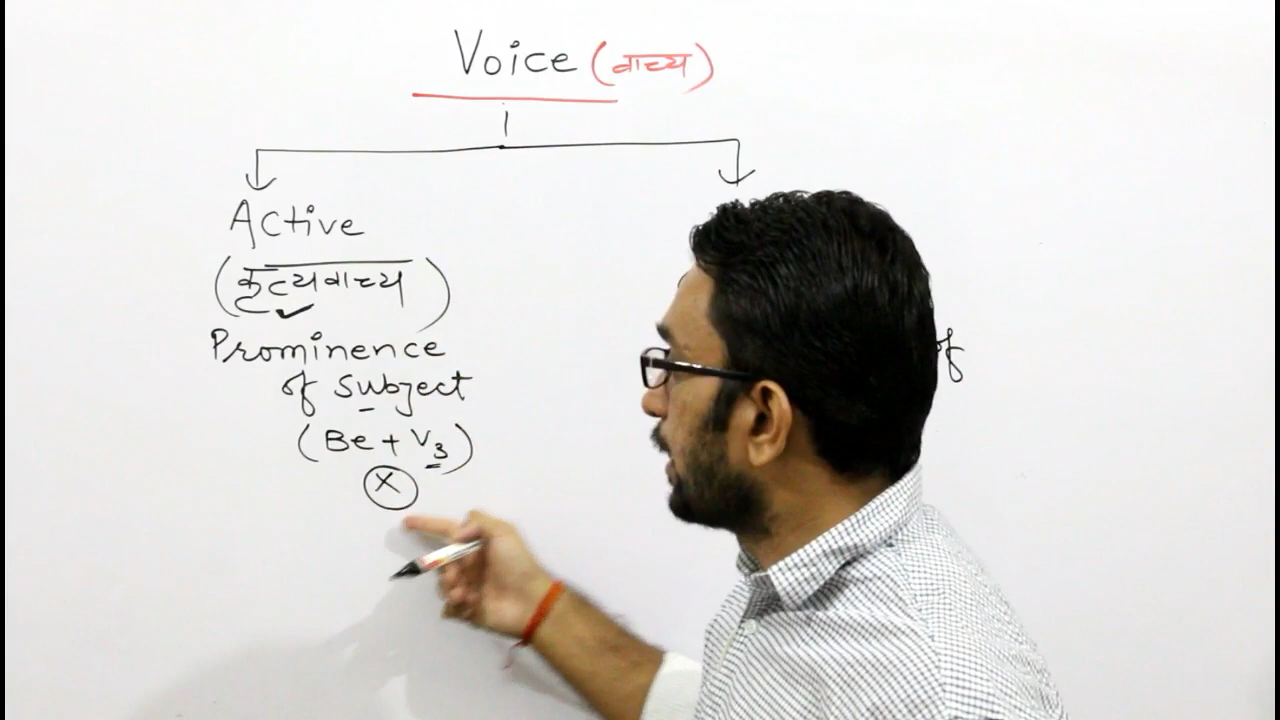 Voice (वाच्य)
Active
(कृत्यवाच्य)
Prominence
of Subject
(Be + V3)
X
of